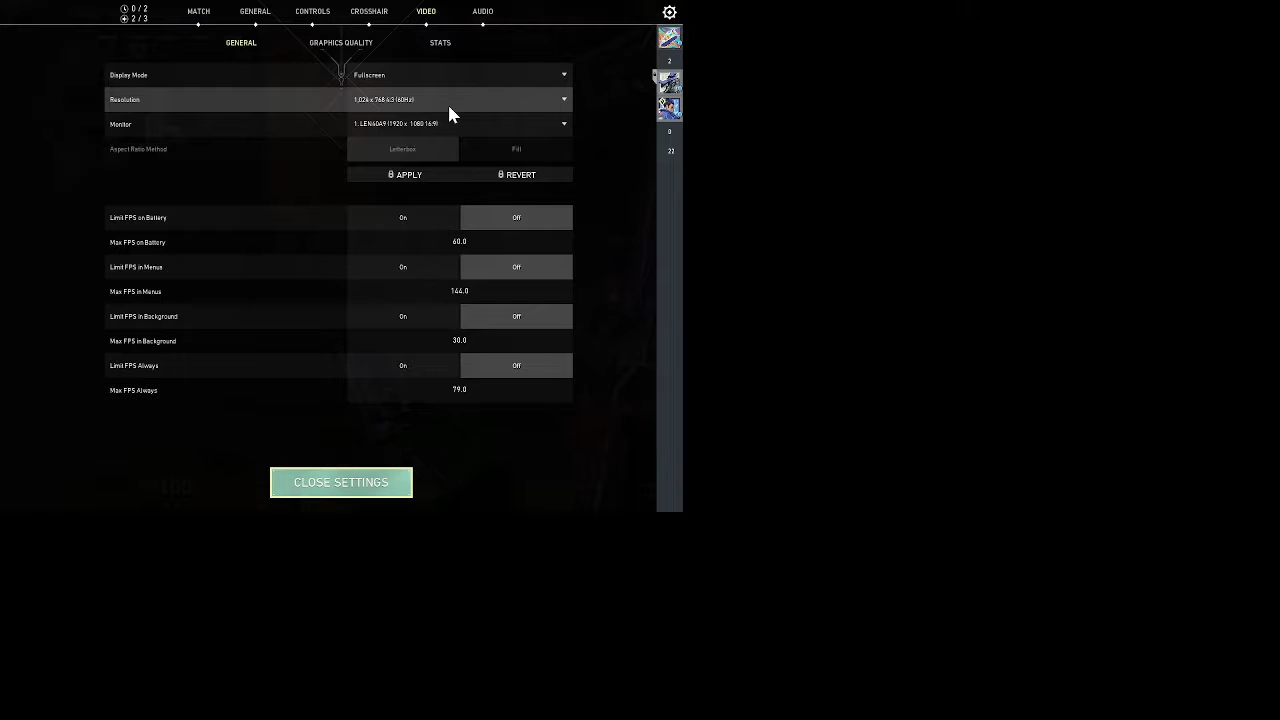 0 / 2
2 / 3
MATCH GENERAL CONTROLS CROSSHAIR VIDEO AUDIO
GENERAL GRAPHICS QUALITY STATS
Display Mode Fullscreen
Resolution 1,024 x 768 4:3 (60Hz)
Monitor 1. LEN40A9 (1920 x 1080 16:9)
Aspect Ratio Method Letterbox Fill
APPLY REVERT
Limit FPS on Battery On Off
Max FPS on Battery 60.0
Limit FPS in Menus On Off
Max FPS in Menus 144.0
Limit FPS in Background On Off
Max FPS in Background 30.0
Limit FPS Always On Off
Max FPS Always 79.0
CLOSE SETTINGS
2
0
22